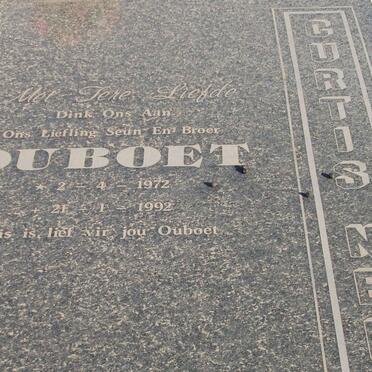 Met Tere Liefde
Dink Ons Aan
Ons Liefling Seun En Broer
OUBOET
* 2 - 4 - 1972
21 - 1 - 1992
is lief vir jou Ouboet
CURTIS